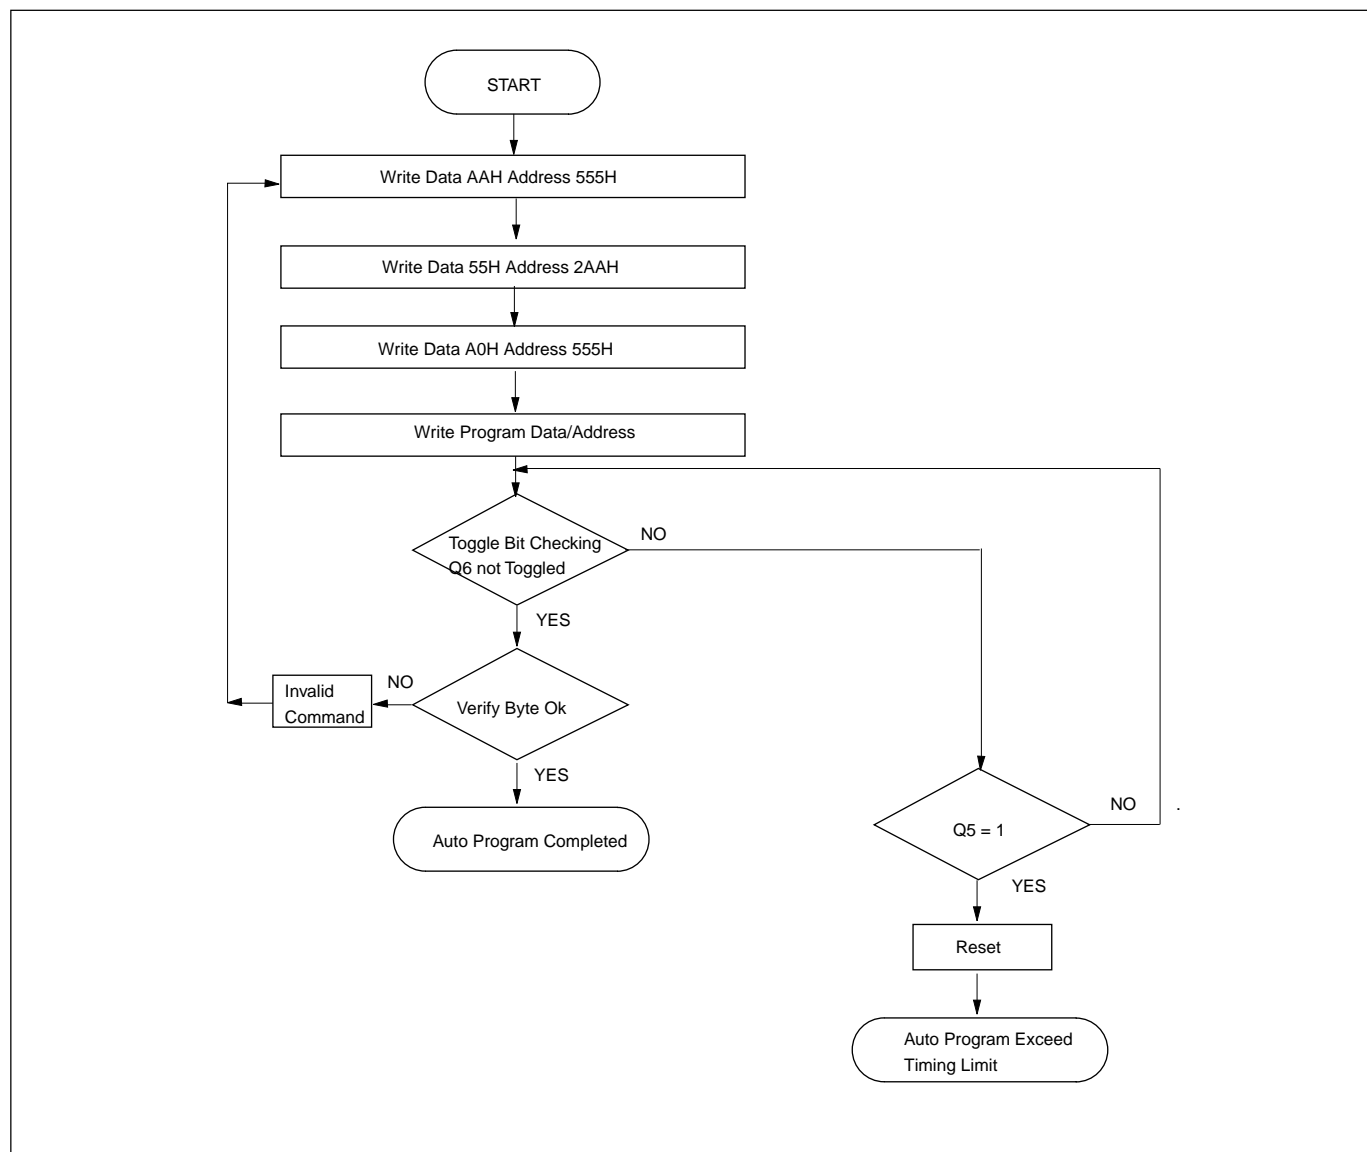 START
Write Data AAH Address 555H
Write Data 55H Address 2AAH
Write Data A0H Address 555H
Write Program Data/Address
Toggle Bit Checking
Q6 not Toggled
NO
YES
Invalid
Command
NO
Verify Byte Ok
YES
Auto Program Completed
Q5 = 1
NO
.
YES
Reset
Auto Program Exceed
Timing Limit